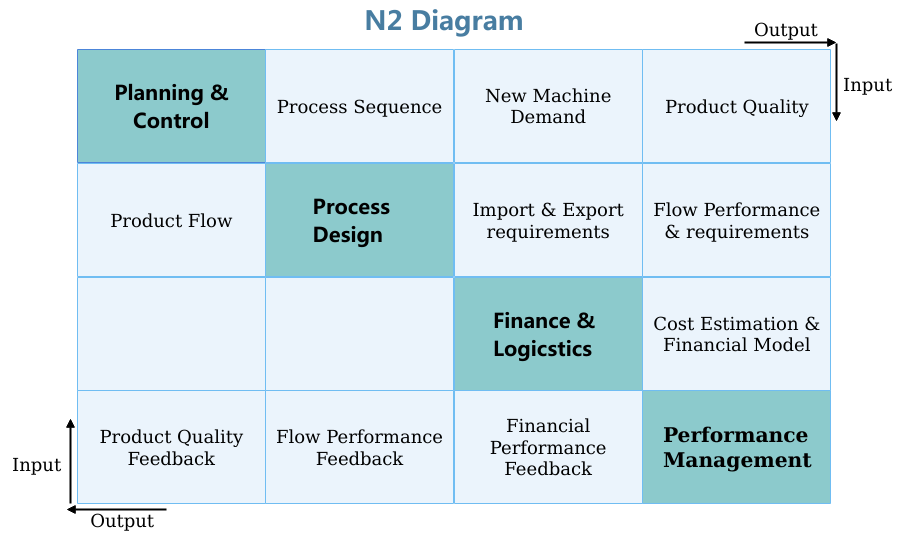 N2 Diagram
Output
Input
Planning &
Control
Process Sequence
New Machine
Demand
Product Quality
Product Flow
Process
Design
Import & Export
requirements
Flow Performance
& requirements
Finance &
Logicstics
Cost Estimation &
Financial Model
Product Quality
Feedback
Flow Performance
Feedback
Financial
Performance
Feedback
Performance
Management
Input
Output